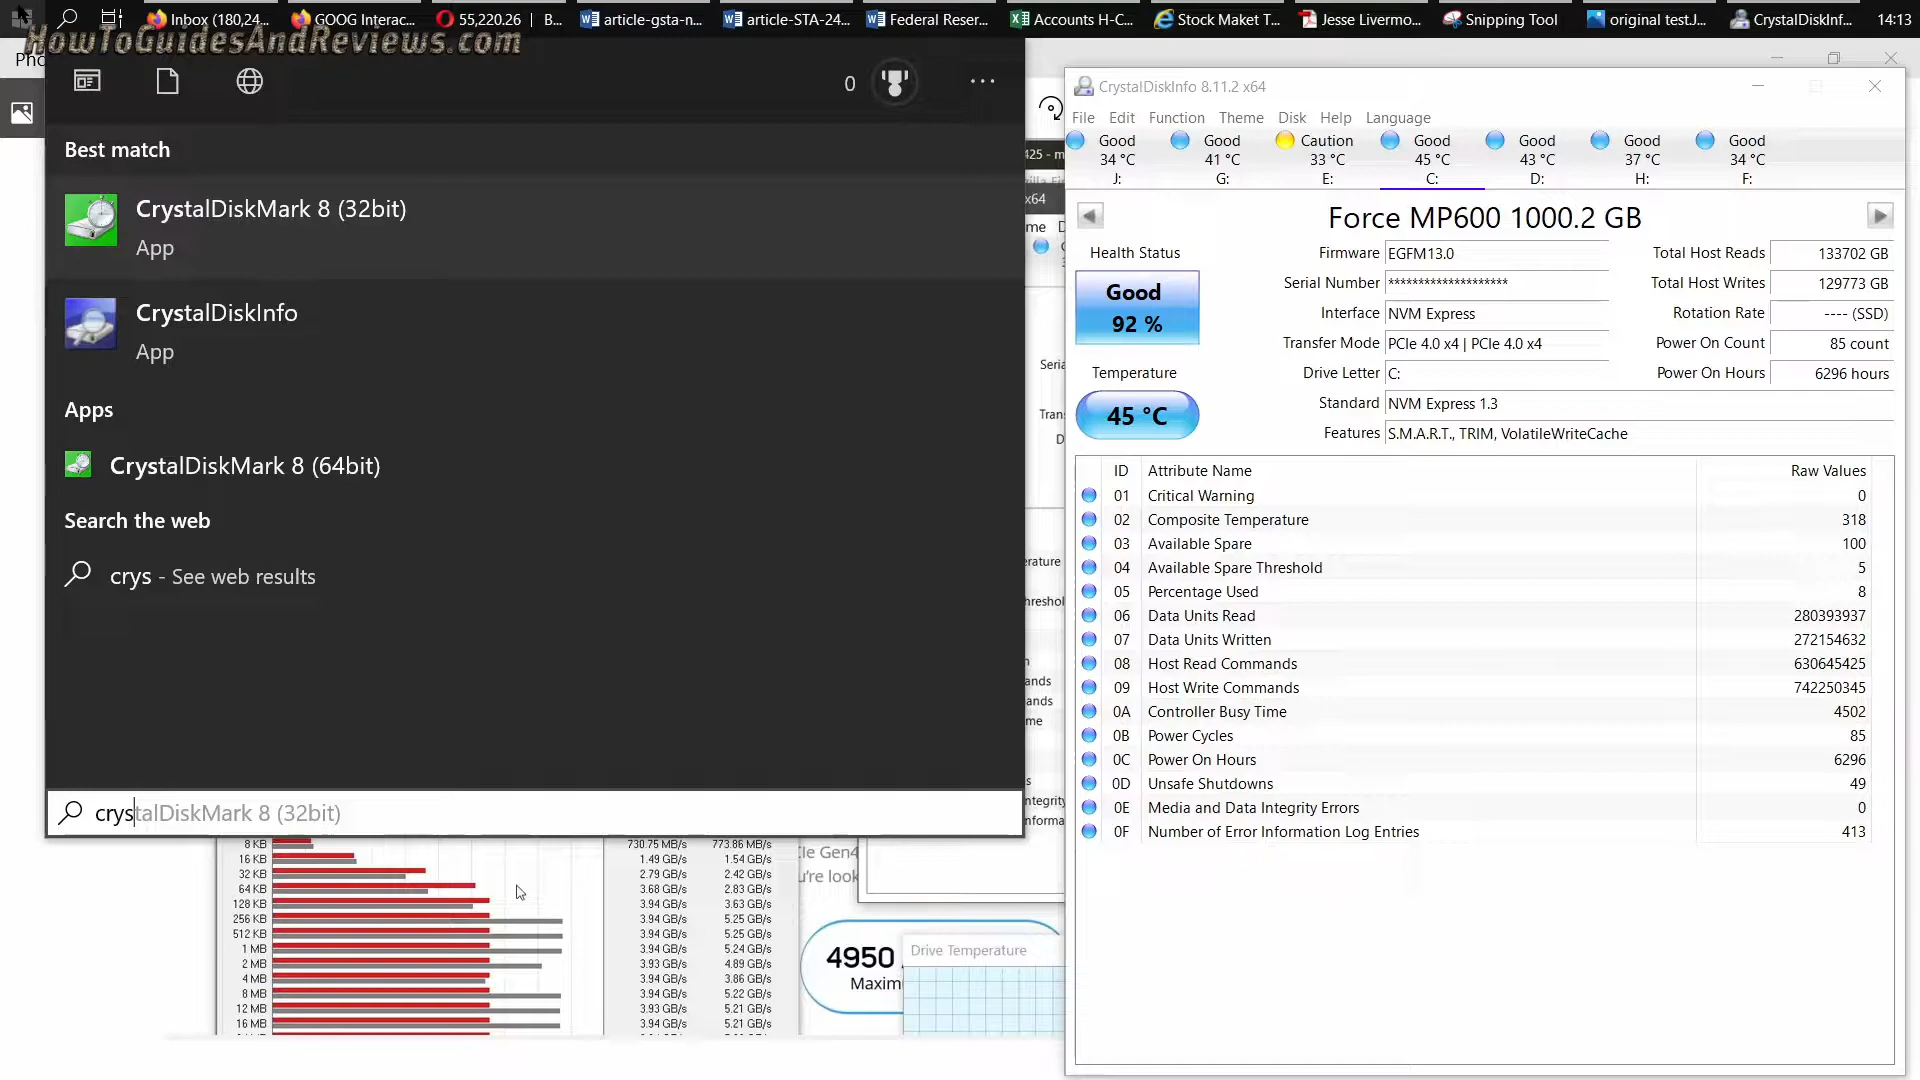 Inbox (180,24...
GOOG Interac...
55,220.26 | B...
article-gsta-n...
article-STA-24...
Federal Reser...
Accounts H-C...
Stock Maket T...
Jesse Livermo...
Snipping Tool
original test.J...
CrystalDiskInf...
14:13
HowToGuidesAndReviews.com
Pho
0
Best match
CrystalDiskMark 8 (32bit)
App
CrystalDiskInfo
App
Apps
CrystalDiskMark 8 (64bit)
Search the web
crys - See web results
crystalDiskMark 8 (32bit)
8 KB 730.75 MB/s 773.86 MB/s
16 KB 1.49 GB/s 1.54 GB/s
32 KB 2.79 GB/s 2.42 GB/s
64 KB 3.68 GB/s 2.83 GB/s
128 KB 3.94 GB/s 3.63 GB/s
256 KB 3.94 GB/s 5.25 GB/s
512 KB 3.94 GB/s 5.25 GB/s
1 MB 3.94 GB/s 5.24 GB/s
2 MB 3.93 GB/s 4.89 GB/s
4 MB 3.94 GB/s 3.86 GB/s
8 MB 3.94 GB/s 5.22 GB/s
12 MB 3.93 GB/s 5.21 GB/s
16 MB 3.94 GB/s 5.21 GB/s
Ie Gen4
u're look
4950
Maxim
Drive Temperature
425 - m
x64
me D
Seria
Trans
D
erature
hreshol
n
ands
ands
me
s
ntegrity
nforma
CrystalDiskInfo 8.11.2 x64
File Edit Function Theme Disk Help Language
Good Good Caution Good Good Good Good
34 °C 41 °C 33 °C 45 °C 43 °C 37 °C 34 °C
J: G: E: C: D: H: F:
Force MP600 1000.2 GB
Health Status
Good
92 %
Temperature
45 °C
Firmware EGFM13.0
Serial Number ********************
Interface NVM Express
Transfer Mode PCIe 4.0 x4 | PCIe 4.0 x4
Drive Letter C:
Standard NVM Express 1.3
Features S.M.A.R.T., TRIM, VolatileWriteCache
Total Host Reads 133702 GB
Total Host Writes 129773 GB
Rotation Rate ---- (SSD)
Power On Count 85 count
Power On Hours 6296 hours
ID Attribute Name Raw Values
01 Critical Warning 0
02 Composite Temperature 318
03 Available Spare 100
04 Available Spare Threshold 5
05 Percentage Used 8
06 Data Units Read 280393937
07 Data Units Written 272154632
08 Host Read Commands 630645425
09 Host Write Commands 742250345
0A Controller Busy Time 4502
0B Power Cycles 85
0C Power On Hours 6296
0D Unsafe Shutdowns 49
0E Media and Data Integrity Errors 0
0F Number of Error Information Log Entries 413